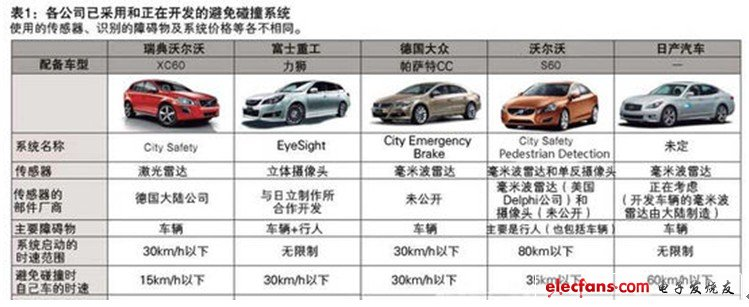 表1：各公司已采用和正在开发的避免碰撞系统
使用的传感器、识别的障碍物及系统价格等各不相同。
瑞典沃尔沃 富士重工 德国大众 沃尔沃 日产汽车
配备车型 XC60 力狮 帕萨特CC S60 —
系统名称 City Safety EyeSight City Emergency Brake City Safety Pedestrian Detection 未定
传感器 激光雷达 立体摄像头 毫米波雷达 毫米波雷达和单反摄像头 毫米波雷达
传感器的部件厂商 德国大陆公司 与日立制作所合作开发 未公开 毫米波雷达（美国Delphi公司）和摄像头（未公开） 正在考虑（开发车辆的毫米波雷达由大陆制造）
主要障碍物 车辆 车辆+行人 车辆 主要是行人（也包括车辆） 车辆
系统启动的时速范围 30km/h以下 无限制 30km/h以下 80km以下 无限制
避免碰撞时自己车的时速 15km/h以下 30km/h以下 30km/h以下 35km/h以下 60km/h以下
elecfans.com 电子发烧友